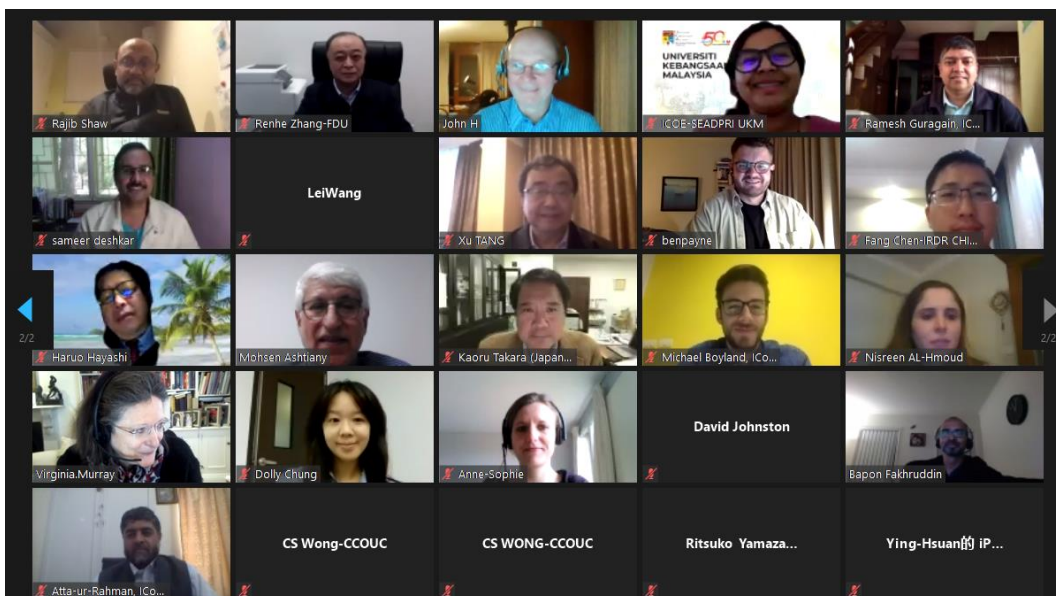 Rajib Shaw
Renhe Zhang-FDU
John H
UNIVERSITI
KEBANGSAAN
MALAYSIA
ICOE-SEADPRI UKM
Ramesh Guragain, IC...
sameer deshkar
LeiWang
Xu TANG
benpayne
Fang Chen-IRDR CHI...
2/2
Haruo Hayashi
Mohsen Ashtiany
Kaoru Takara (Japan...
Michael Boyland, ICo...
Nisreen AL-Hmoud
2/2
Virginia.Murray
Dolly Chung
Anne-Sophie
David Johnston
Bapon Fakhruddin
Atta-ur-Rahman, ICo...
CS Wong-CCOUC
CS WONG-CCOUC
Ritsuko Yamaza...
Ying-Hsuan的 iP...